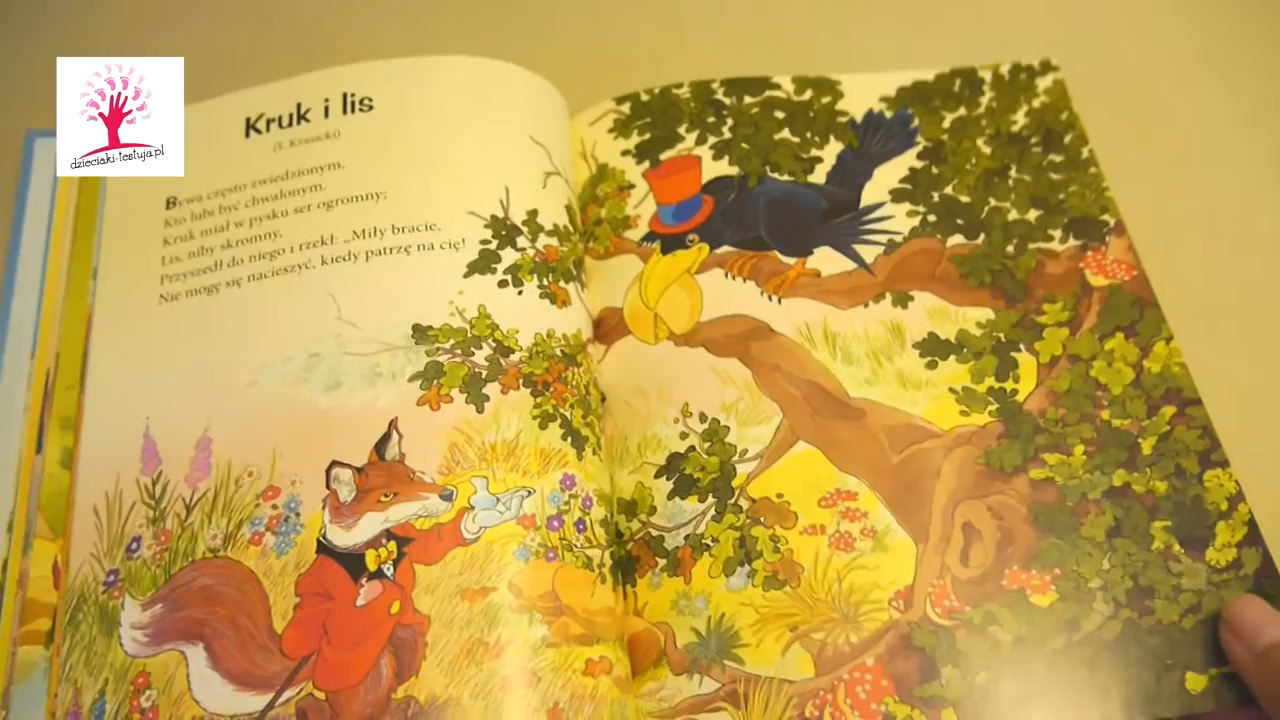 dzieciaki-testuja.pl
Kruk i lis
(I. Krasicki)
Bywa często zwiedzionym,
Kto lubi być chwalonym.
Kruk miał w pysku ser ogromny;
Lis, niby skromny,
Przyszedł do niego i rzekł: „Miły bracie,
Nie mogę się nacieszyć, kiedy patrzę na cię!